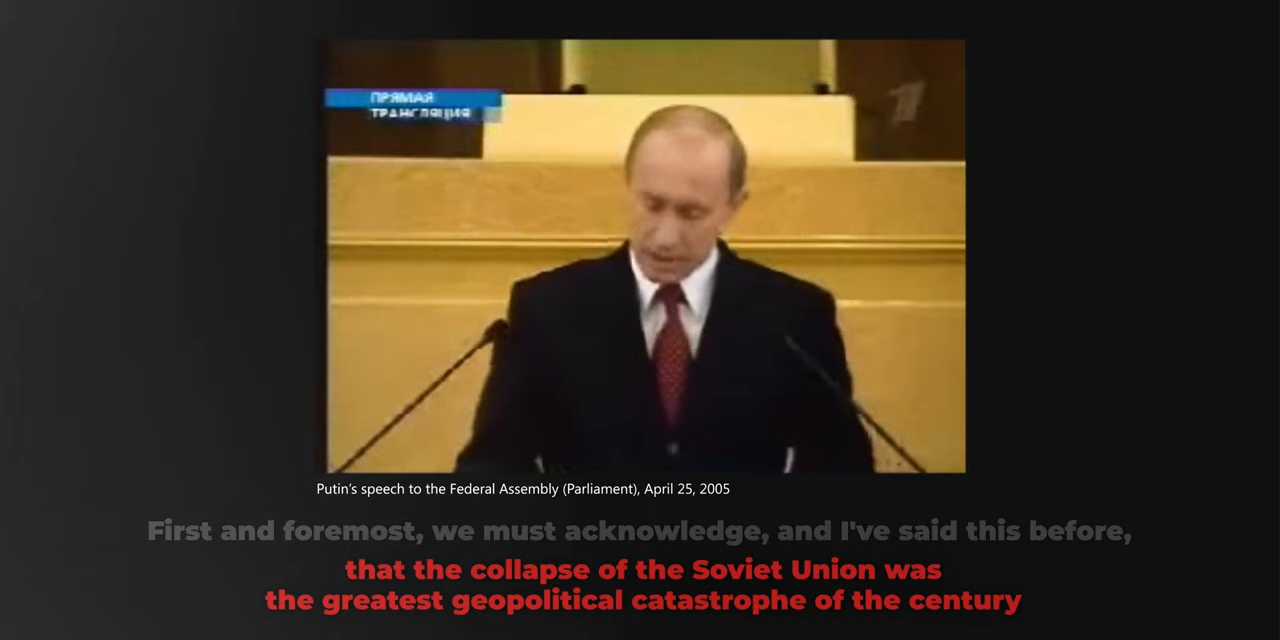 ПРЯМАЯ
ТРАНСЛЯЦИЯ
1
Putin's speech to the Federal Assembly (Parliament), April 25, 2005
First and foremost, we must acknowledge, and I've said this before,
that the collapse of the Soviet Union was
the greatest geopolitical catastrophe of the century